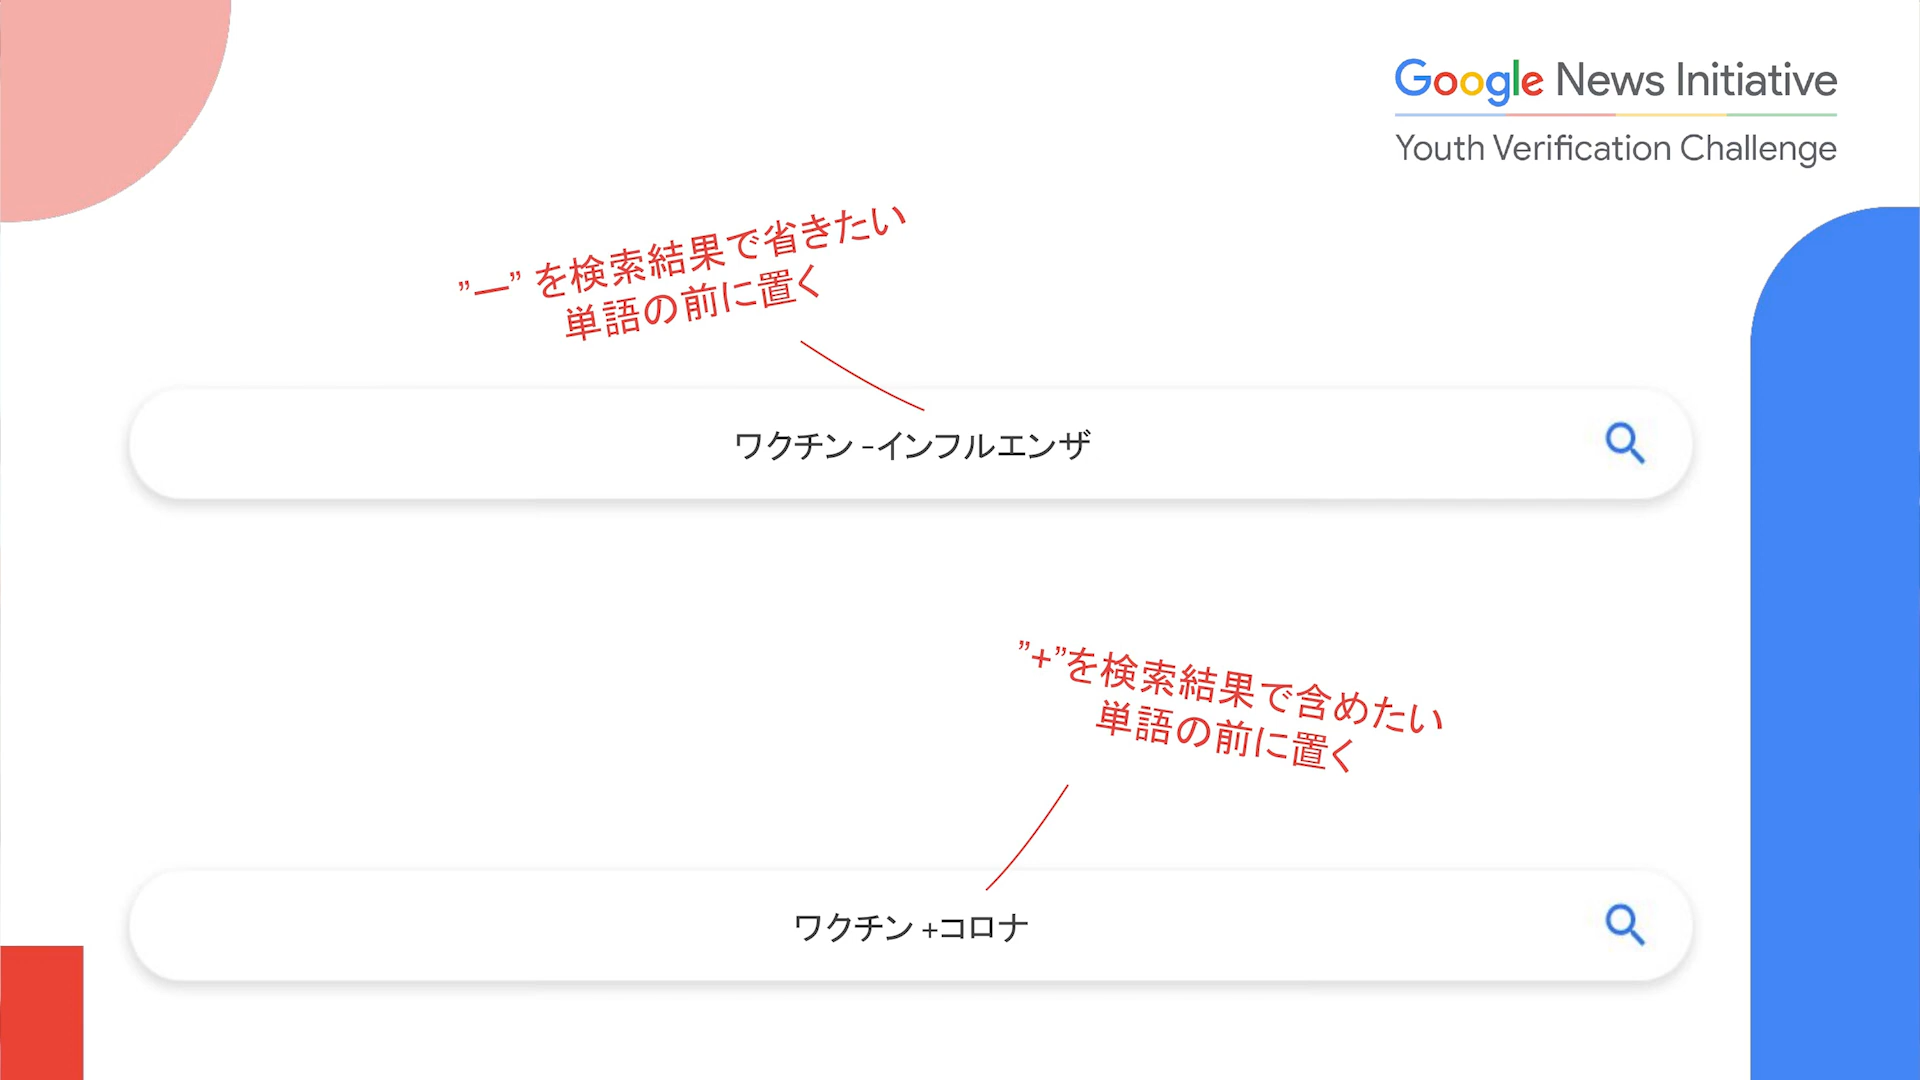 Google News Initiative
Youth Verification Challenge
”—” を検索結果で省きたい
単語の前に置く
ワクチン -インフルエンザ
”+”を検索結果で含めたい
単語の前に置く
ワクチン +コロナ